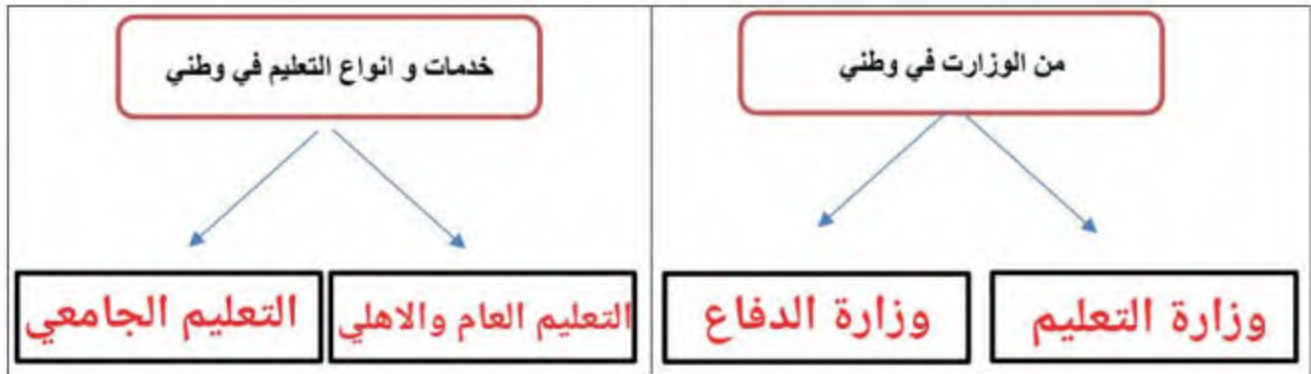 من الوزارت في وطني
وزارة التعليم
وزارة الدفاع
خدمات و انواع التعليم في وطني
التعليم العام والاهلي
التعليم الجامعي